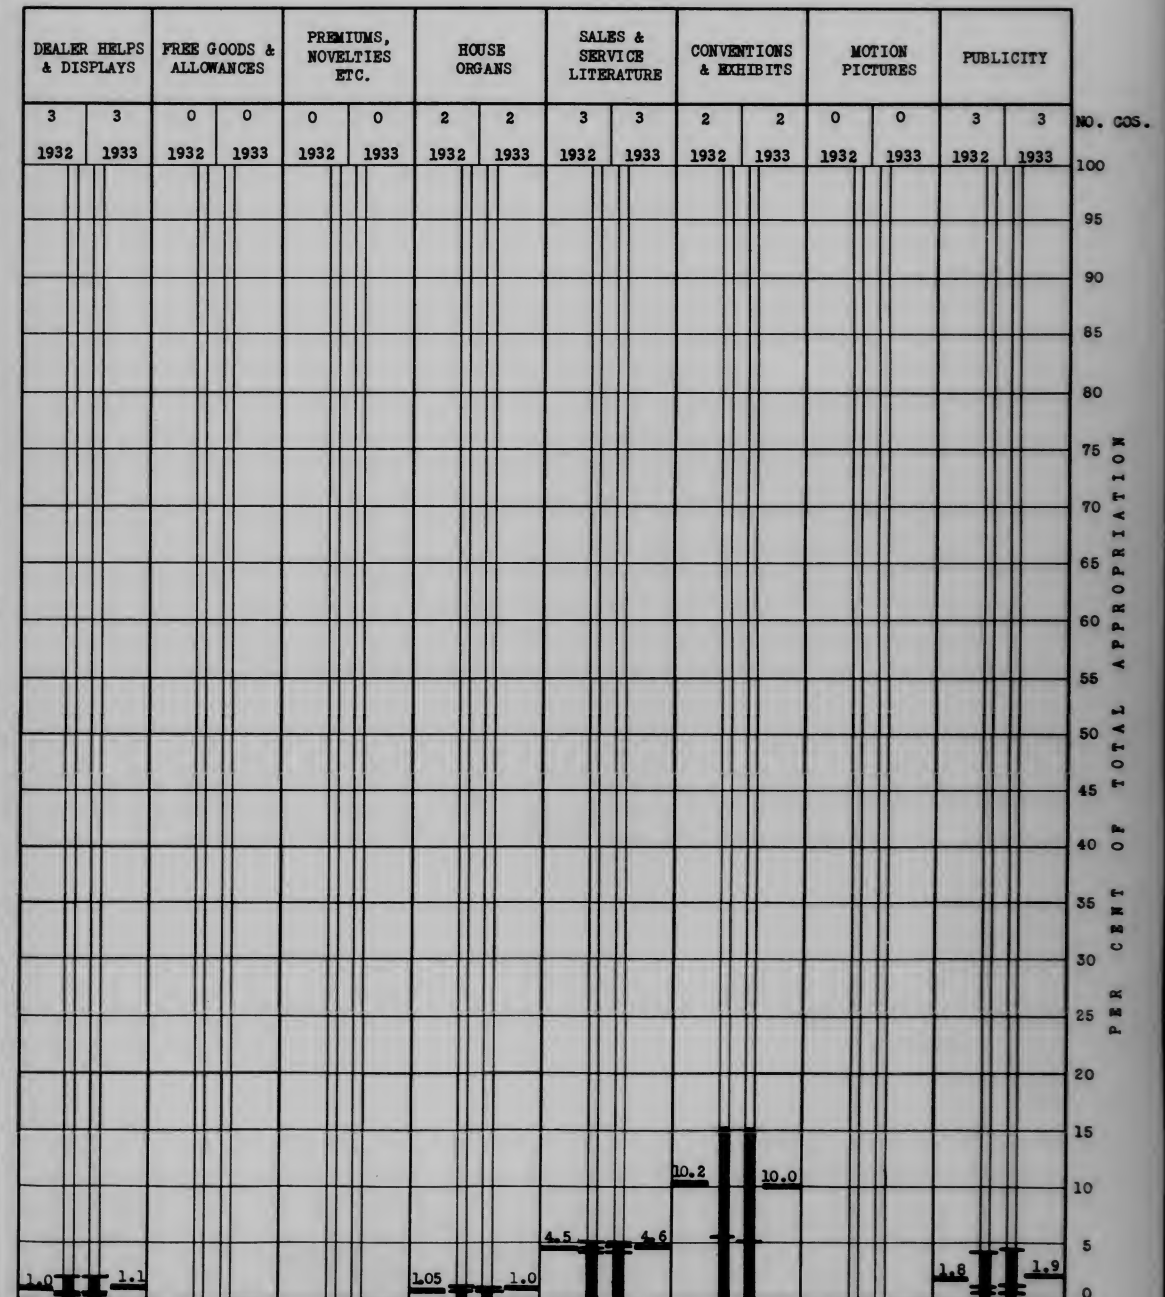 DEALER HELPS
& DISPLAYS
FREE GOODS &
ALLOWANCES
PREMIUMS,
NOVELTIES
ETC.
HOUSE
ORGANS
SALES &
SERVICE
LITERATURE
CONVENTIONS
& EXHIBITS
MOTION
PICTURES
PUBLICITY
3 3 0 0 0 0 2 2 3 3 2 2 0 0 3 3 NO. COS.
1932 1933 1932 1933 1932 1933 1932 1933 1932 1933 1932 1933 1932 1933 1932 1933
100
95
90
85
80
75
70
65
60
55
50
45
40
35
30
25
20
15
10
5
0
PER CENT OF TOTAL APPROPRIATION
10.2 10.0
4.5 4.6
1.0 1.1 1.05 1.0 1.8 1.9